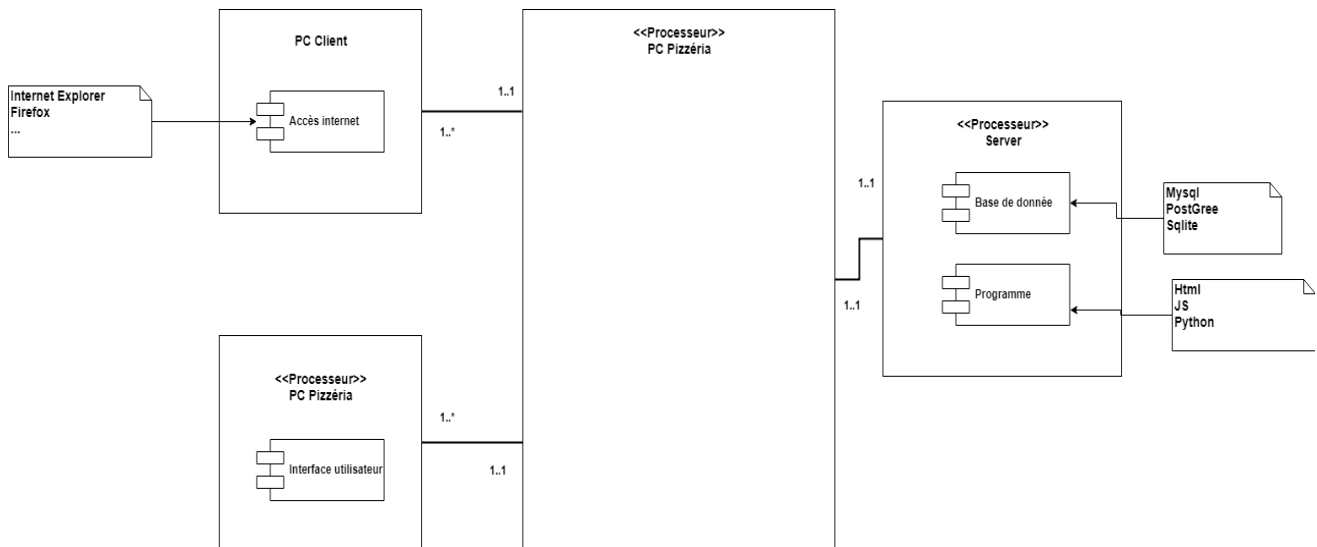 Internet Explorer
Firefox
...
PC Client
Accès internet
1..1
1..*
<<Processeur>>
PC Pizzéria
Interface utilisateur
1..*
1..1
<<Processeur>>
PC Pizzéria
1..1
1..1
<<Processeur>>
Server
Base de donnée
Programme
Mysql
PostGree
Sqlite
Html
JS
Python